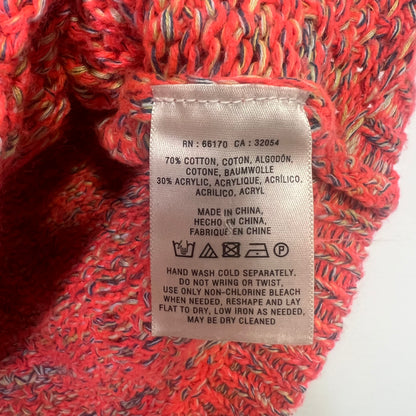 RN : 66170 CA : 32054
70% COTTON, COTON, ALGODÓN,
COTONE, BAUMWOLLE
30% ACRYLIC, ACRYLIQUE, ACRÍLICO,
ACRILICO, ACRYL
MADE IN CHINA,
HECHO EN CHINA,
FABRIQUÉ EN CHINE
P
HAND WASH COLD SEPARATELY.
DO NOT WRING OR TWIST,
USE ONLY NON-CHLORINE BLEACH
WHEN NEEDED, RESHAPE AND LAY
FLAT TO DRY, LOW IRON AS NEEDED.
MAY BE DRY CLEANED